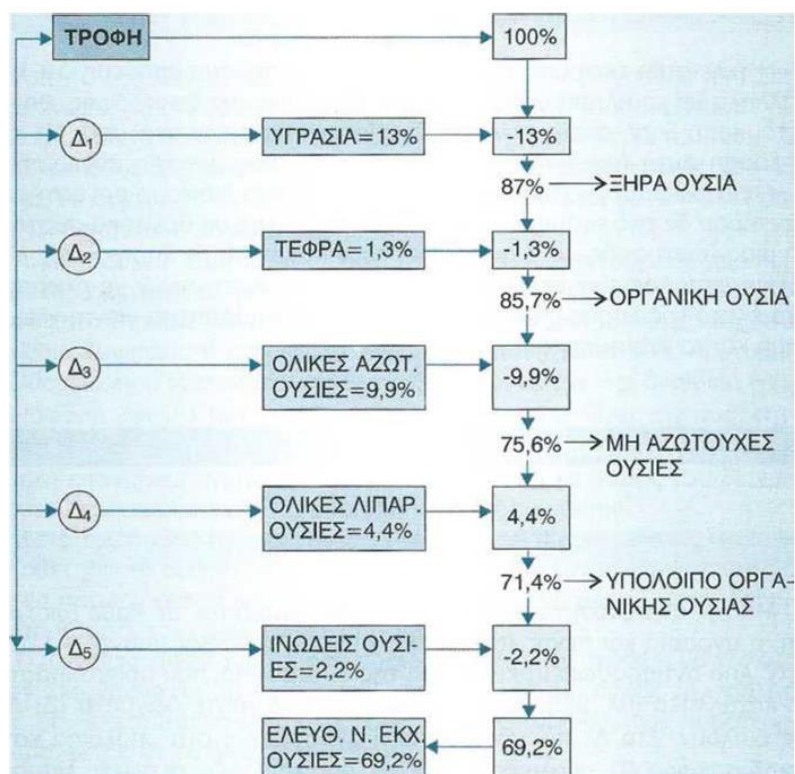 ΤΡΟΦΗ
100%
Δ1
ΥΓΡΑΣΙΑ=13%
-13%
87%
ΞΗΡΑ ΟΥΣΙΑ
Δ2
ΤΕΦΡΑ=1,3%
-1,3%
85,7%
ΟΡΓΑΝΙΚΗ ΟΥΣΙΑ
Δ3
ΟΛΙΚΕΣ ΑΖΩΤ.
ΟΥΣΙΕΣ=9,9%
-9,9%
75,6%
ΜΗ ΑΖΩΤΟΥΧΕΣ
ΟΥΣΙΕΣ
Δ4
ΟΛΙΚΕΣ ΛΙΠΑΡ.
ΟΥΣΙΕΣ=4,4%
4,4%
71,4%
ΥΠΟΛΟΙΠΟ ΟΡΓΑ-
ΝΙΚΗΣ ΟΥΣΙΑΣ
Δ5
ΙΝΩΔΕΙΣ ΟΥΣΙ-
ΕΣ=2,2%
-2,2%
ΕΛΕΥΘ. Ν. ΕΚΧ.
ΟΥΣΙΕΣ=69,2%
69,2%